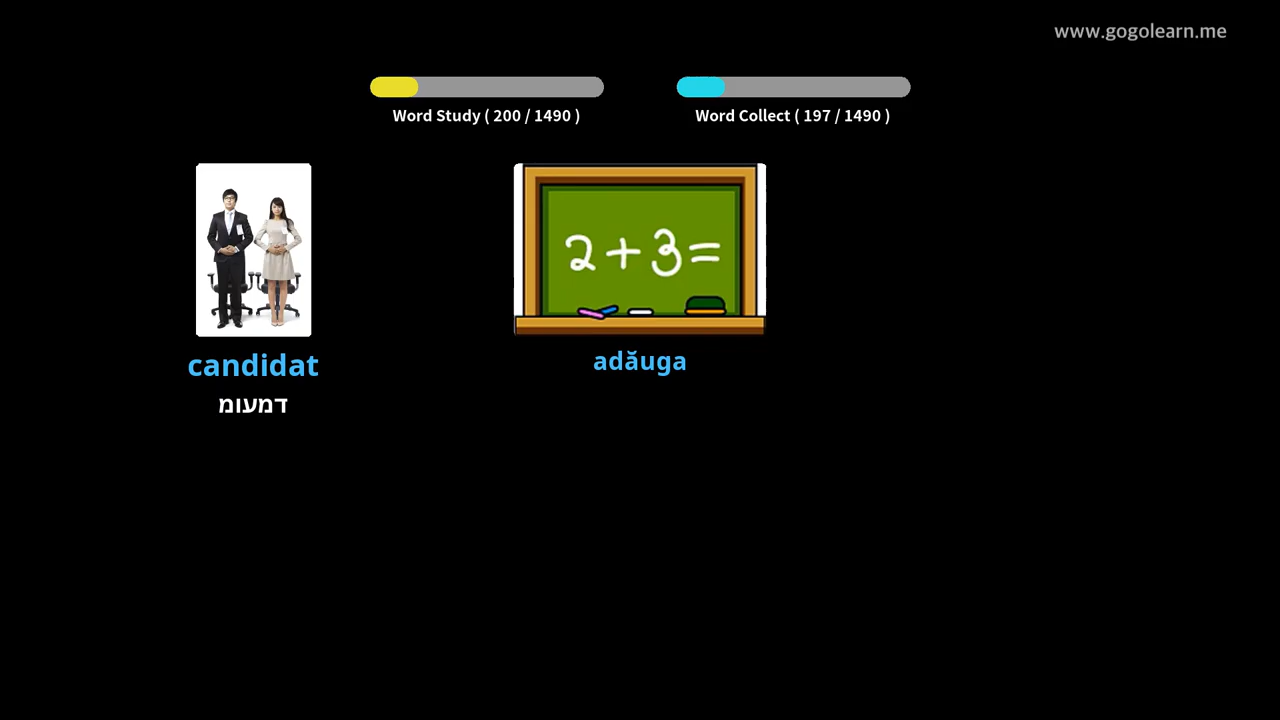 www.gogolearn.me
Word Study ( 200 / 1490 )
Word Collect ( 197 / 1490 )
2+3=
candidat
דמעומ
adăuga